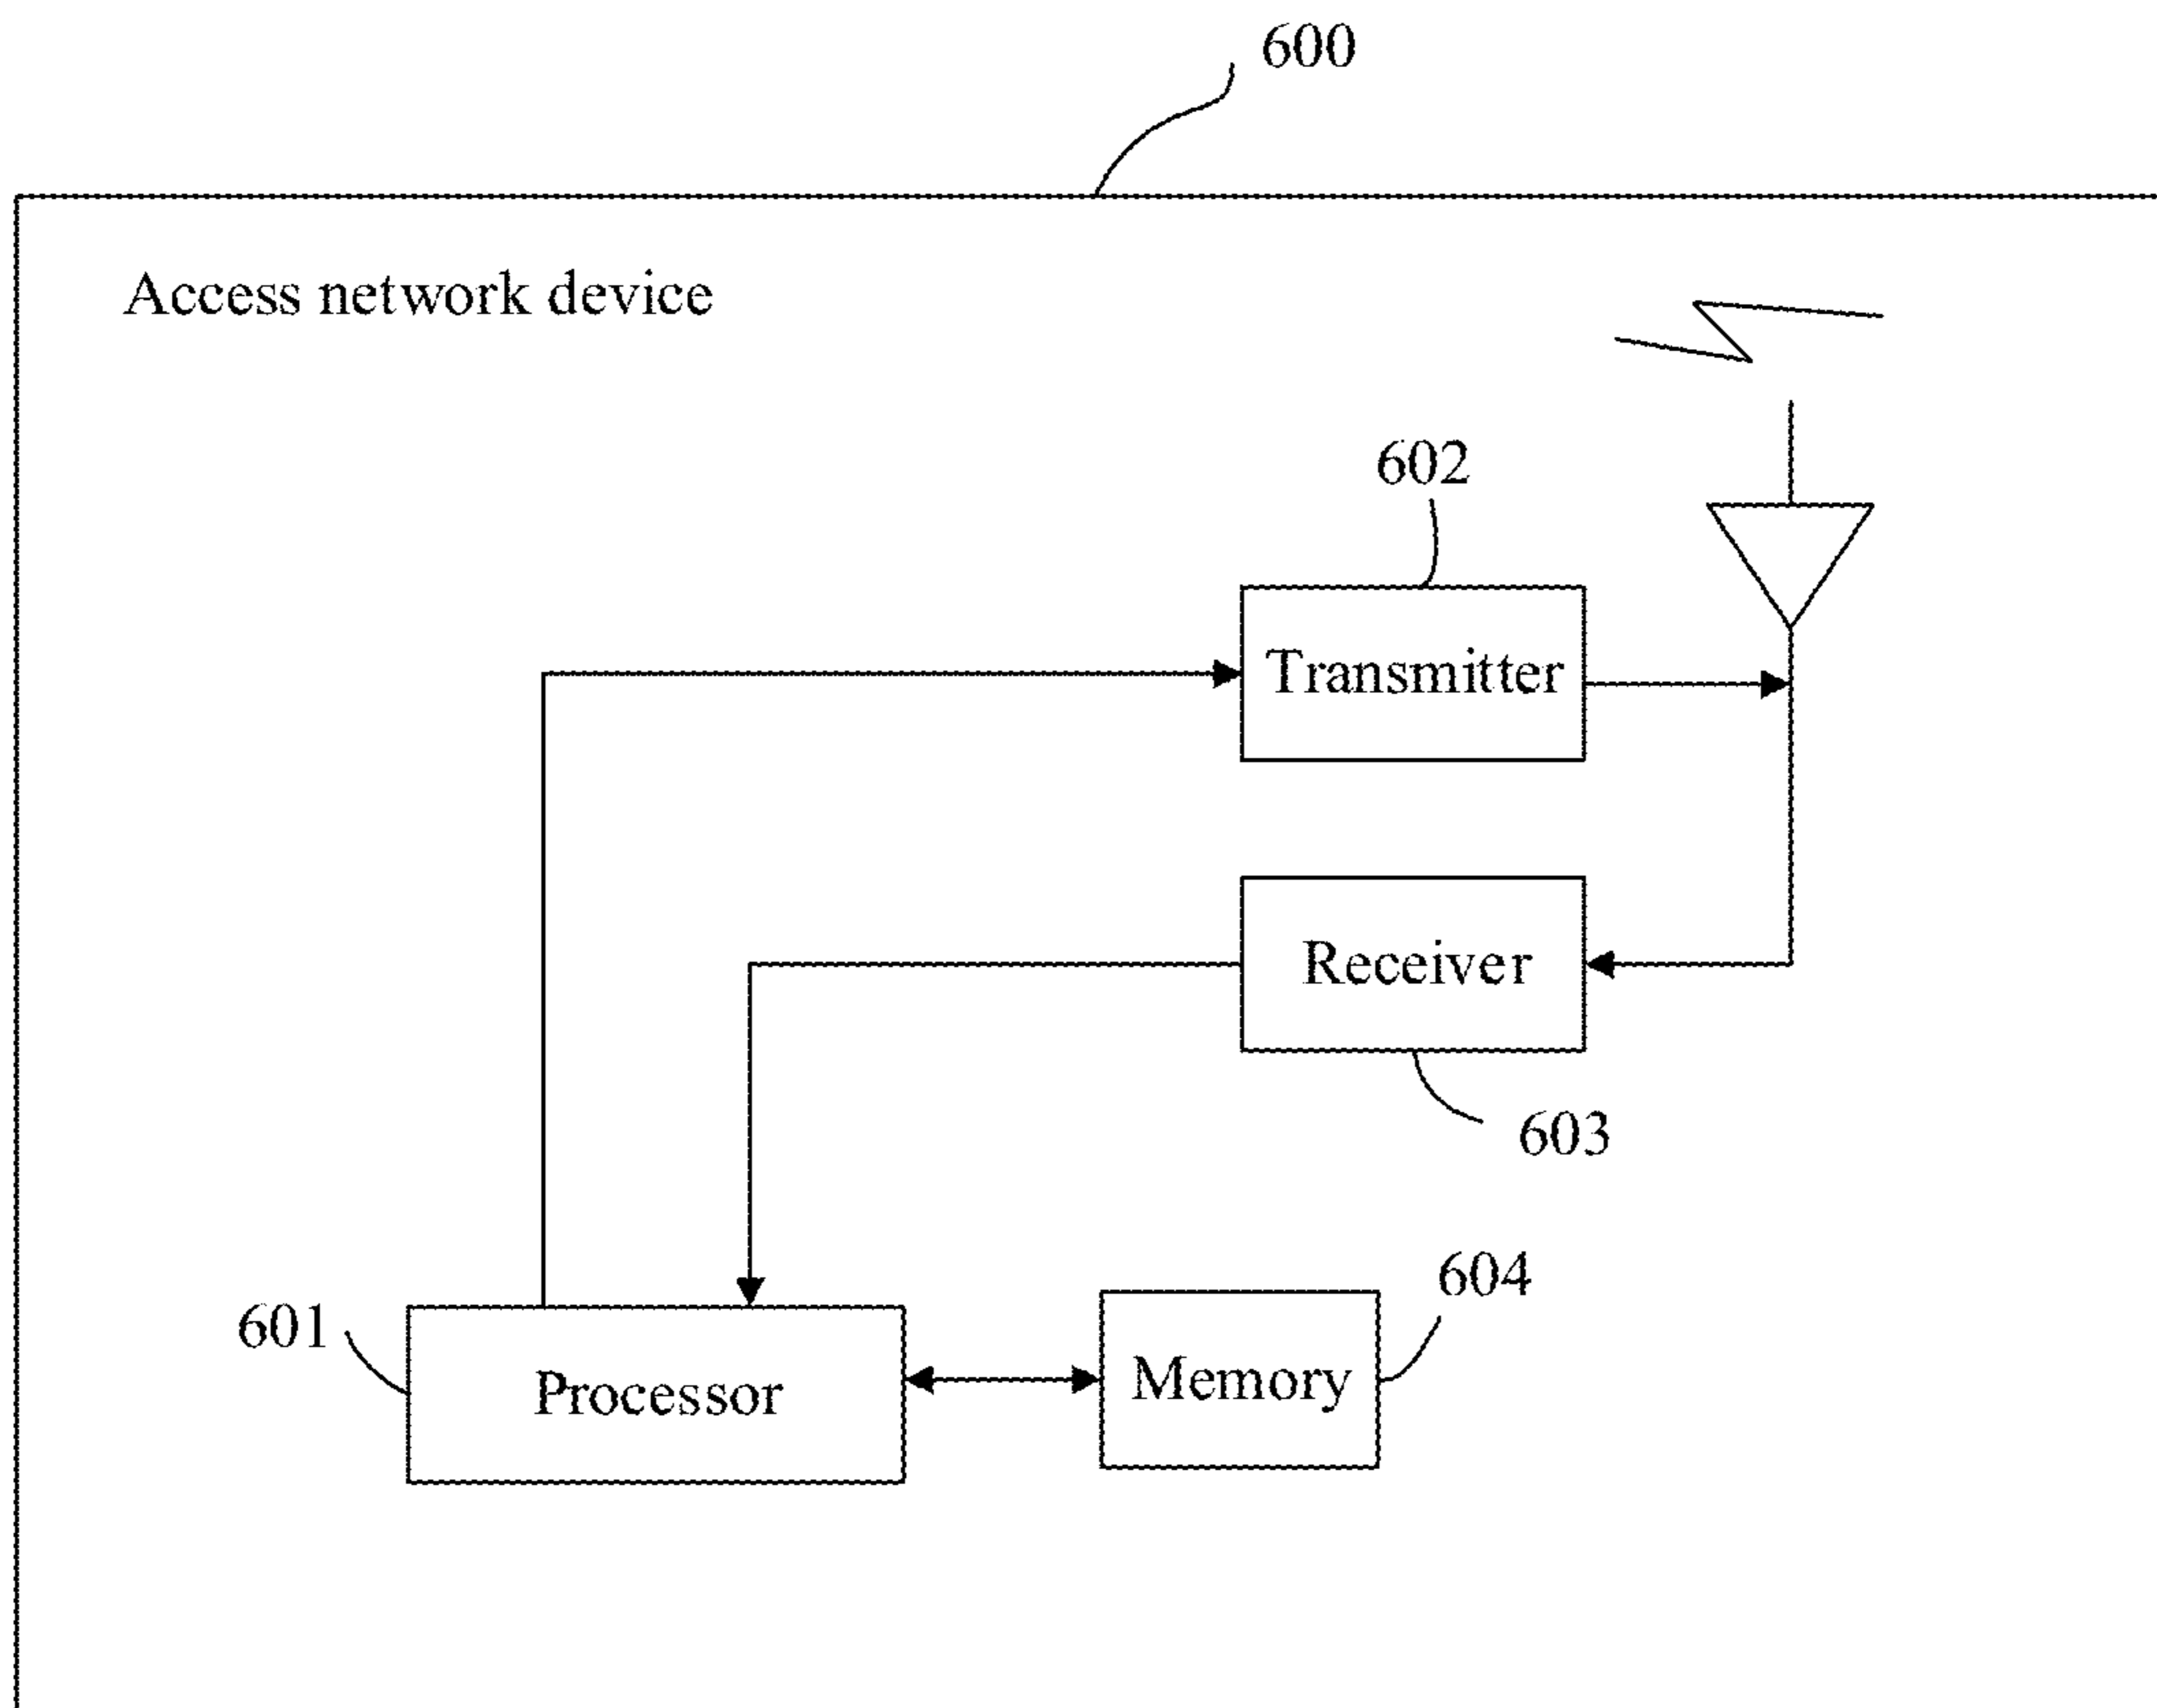 600
Access network device
602
Transmitter
Receiver
603
604
601
Processor
Memory